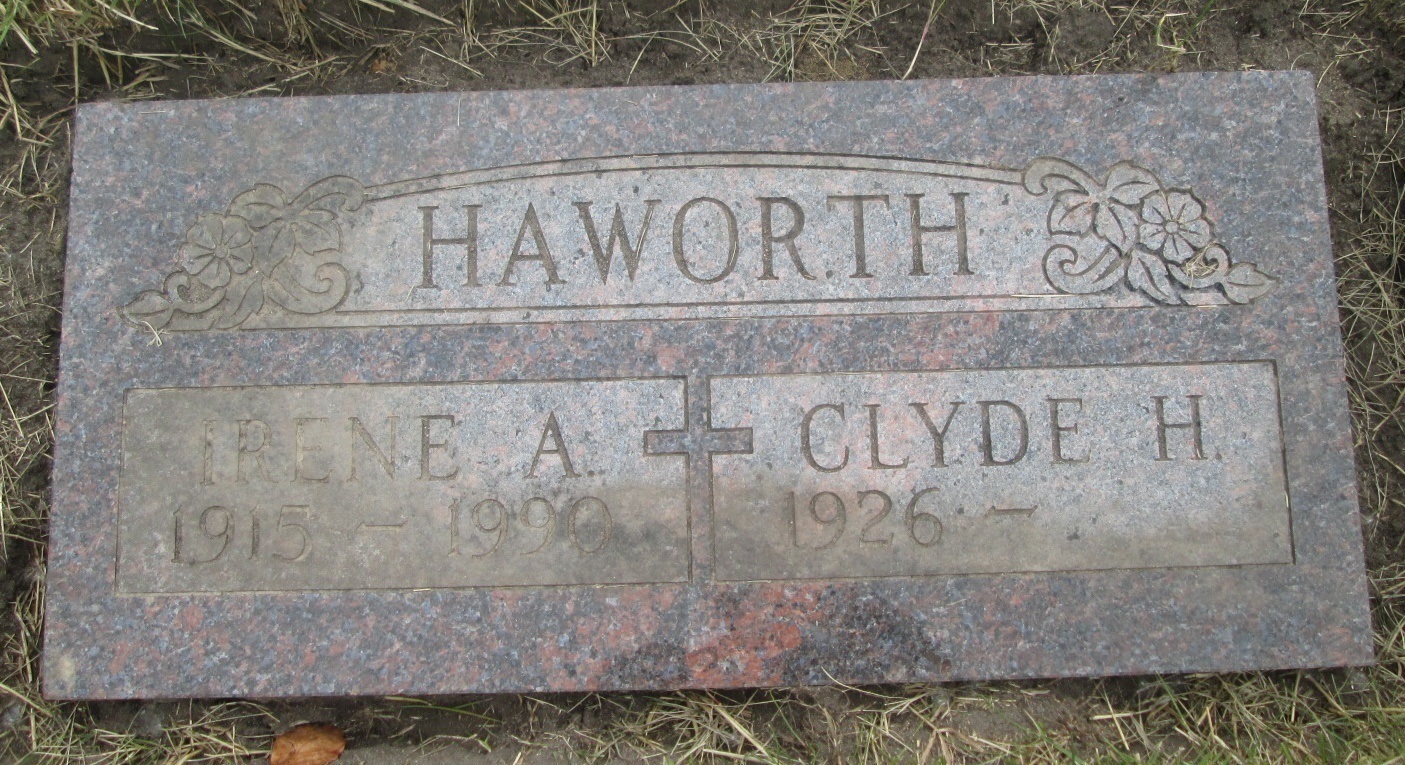 HAWORTH
IRENE A.
1915 - 1990
CLYDE H.
1926 -